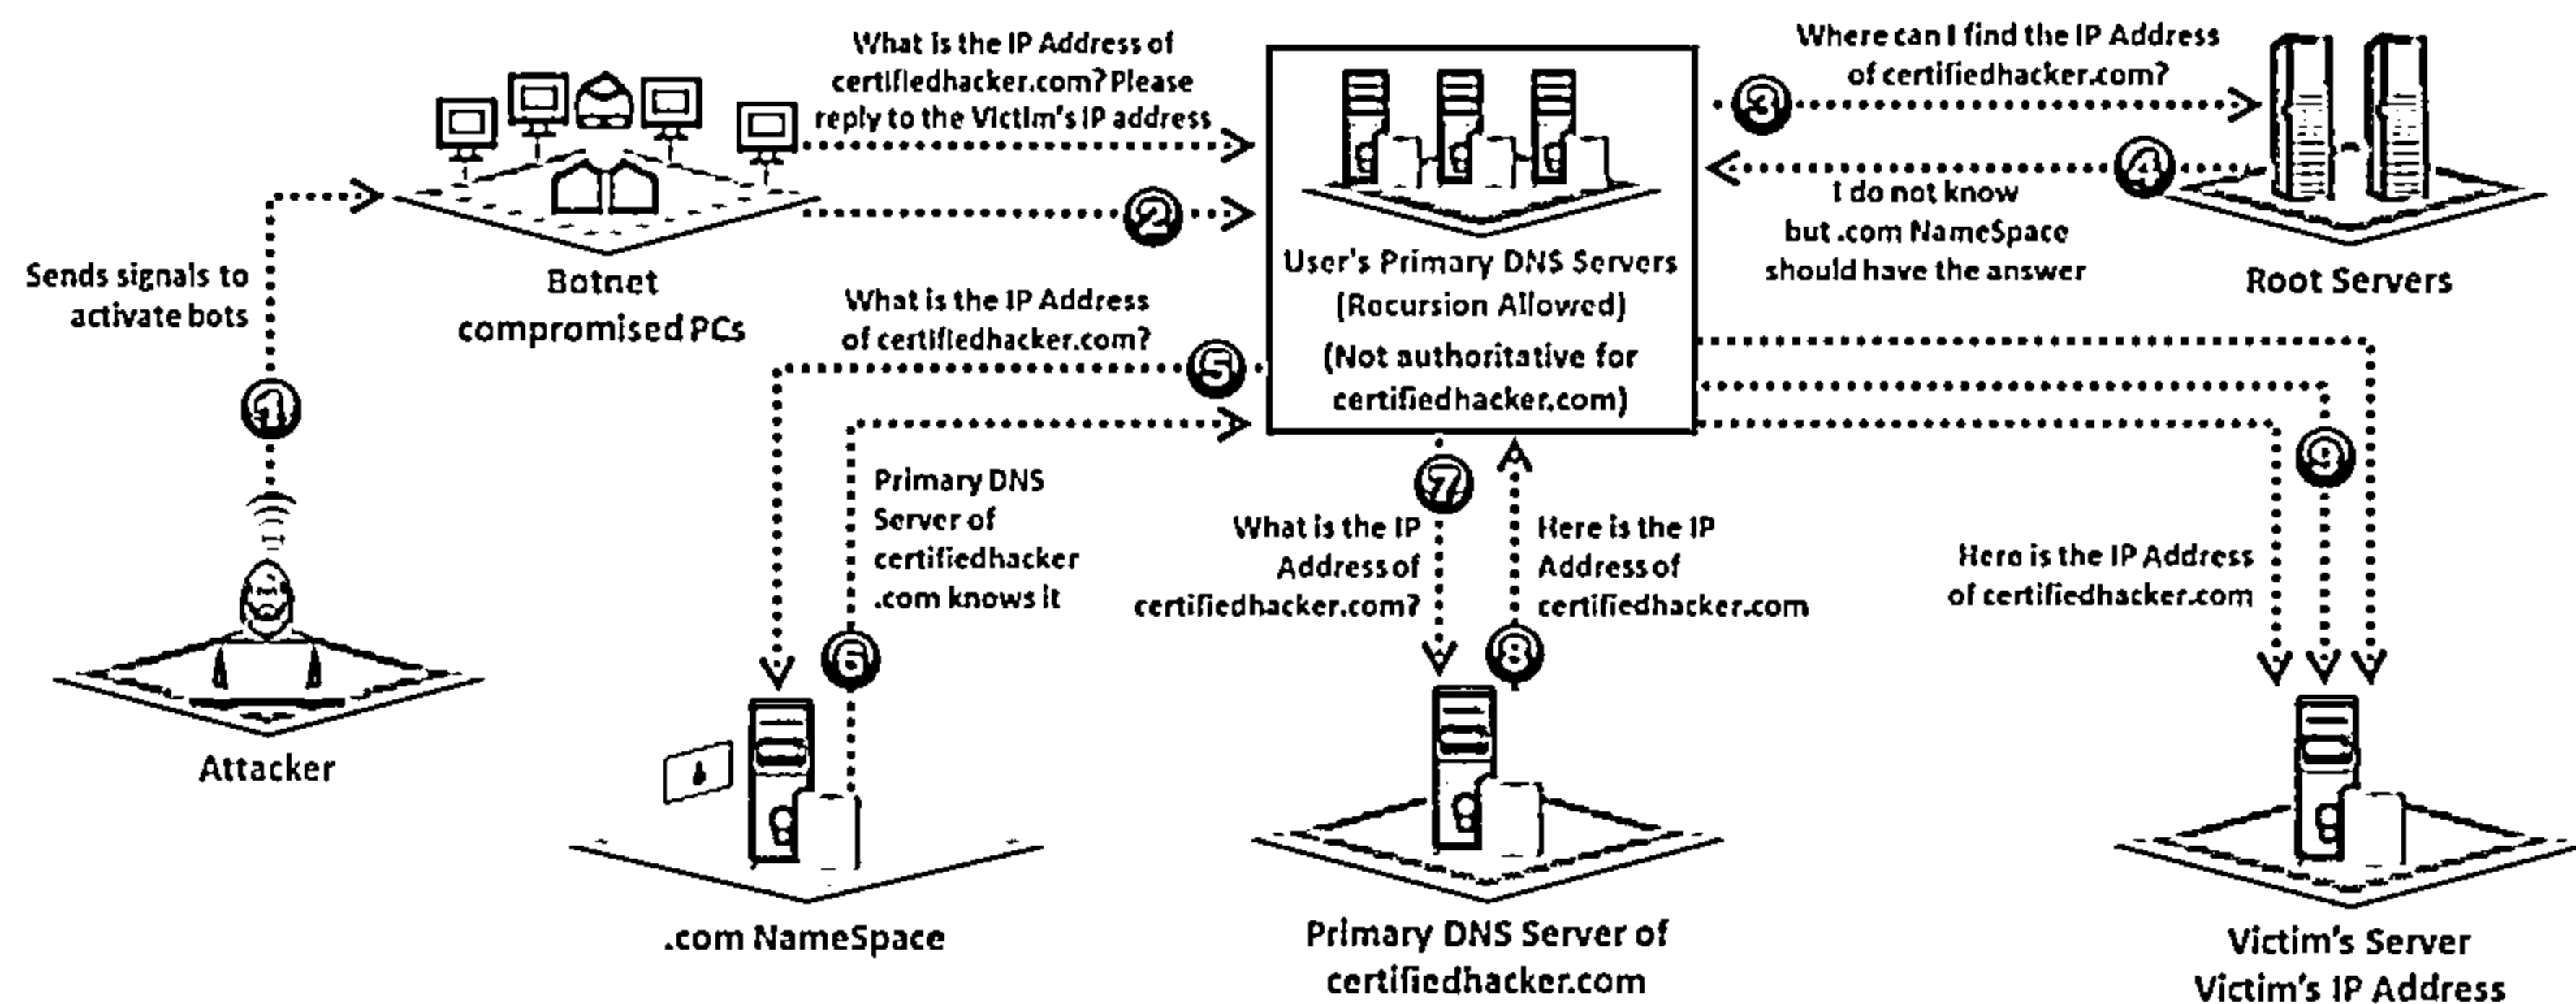 What is the IP Address of
certifiedhacker.com? Please
reply to the Victim's IP address
Where can I find the IP Address
of certifiedhacker.com?
3
4
2
I do not know
but .com NameSpace
should have the answer
Root Servers
User's Primary DNS Servers
(Recursion Allowed)
(Not authoritative for
certifiedhacker.com)
Botnet
compromised PCs
Sends signals to
activate bots
1
What is the IP Address
of certifiedhacker.com?
5
Primary DNS
Server of
certifiedhacker
.com knows it
6
7
What is the IP
Address of
certifiedhacker.com?
Here is the IP
Address of
certifiedhacker.com
8
9
Here is the IP Address
of certifiedhacker.com
Attacker
.com NameSpace
Primary DNS Server of
certifiedhacker.com
Victim's Server
Victim's IP Address